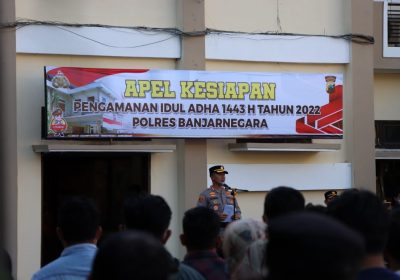 APEL KESIAPAN
PENGAMANAN IDUL ADHA 1443 H TAHUN 2022
POLRES BANJARNEGARA